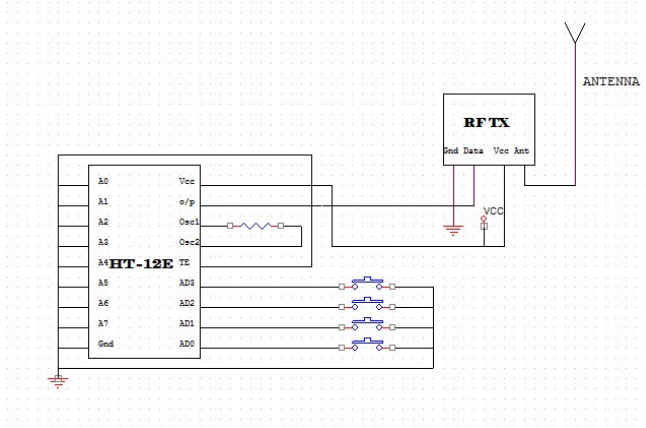 ANTENNA
RF TX
Gnd Data Vcc Ant
VCC
A0 Vcc
A1 o/p
A2 Osc1
A3 Osc2
A4 HT-12E TE
A5 AD3
A6 AD2
A7 AD1
Gnd AD0